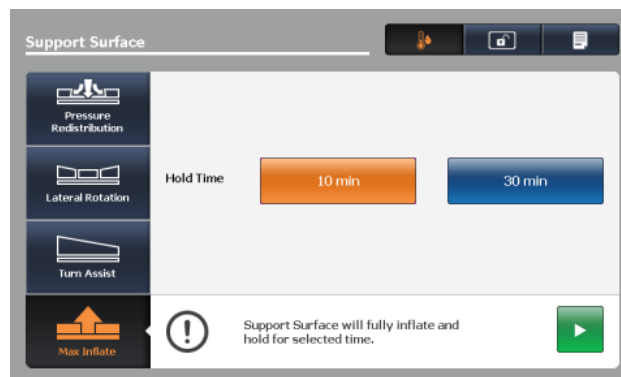 Support Surface
Pressure
Redistribution
Lateral Rotation
Turn Assist
Max Inflate
Hold Time
10 min
30 min
Support Surface will fully inflate and
hold for selected time.